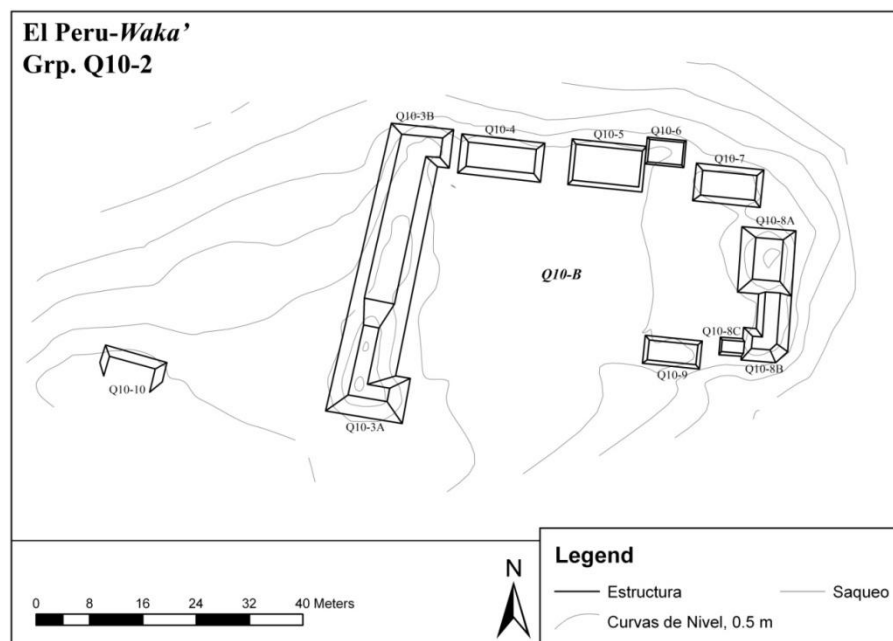 El Peru-Waka’
Grp. Q10-2
Q10-3B
Q10-4
Q10-5
Q10-6
Q10-7
Q10-8A
Q10-B
Q10-8C
Q10-8B
Q10-9
Q10-10
Q10-3A
0 8 16 24 32 40 Meters
N
Legend
Estructura
Saqueo
Curvas de Nivel, 0.5 m